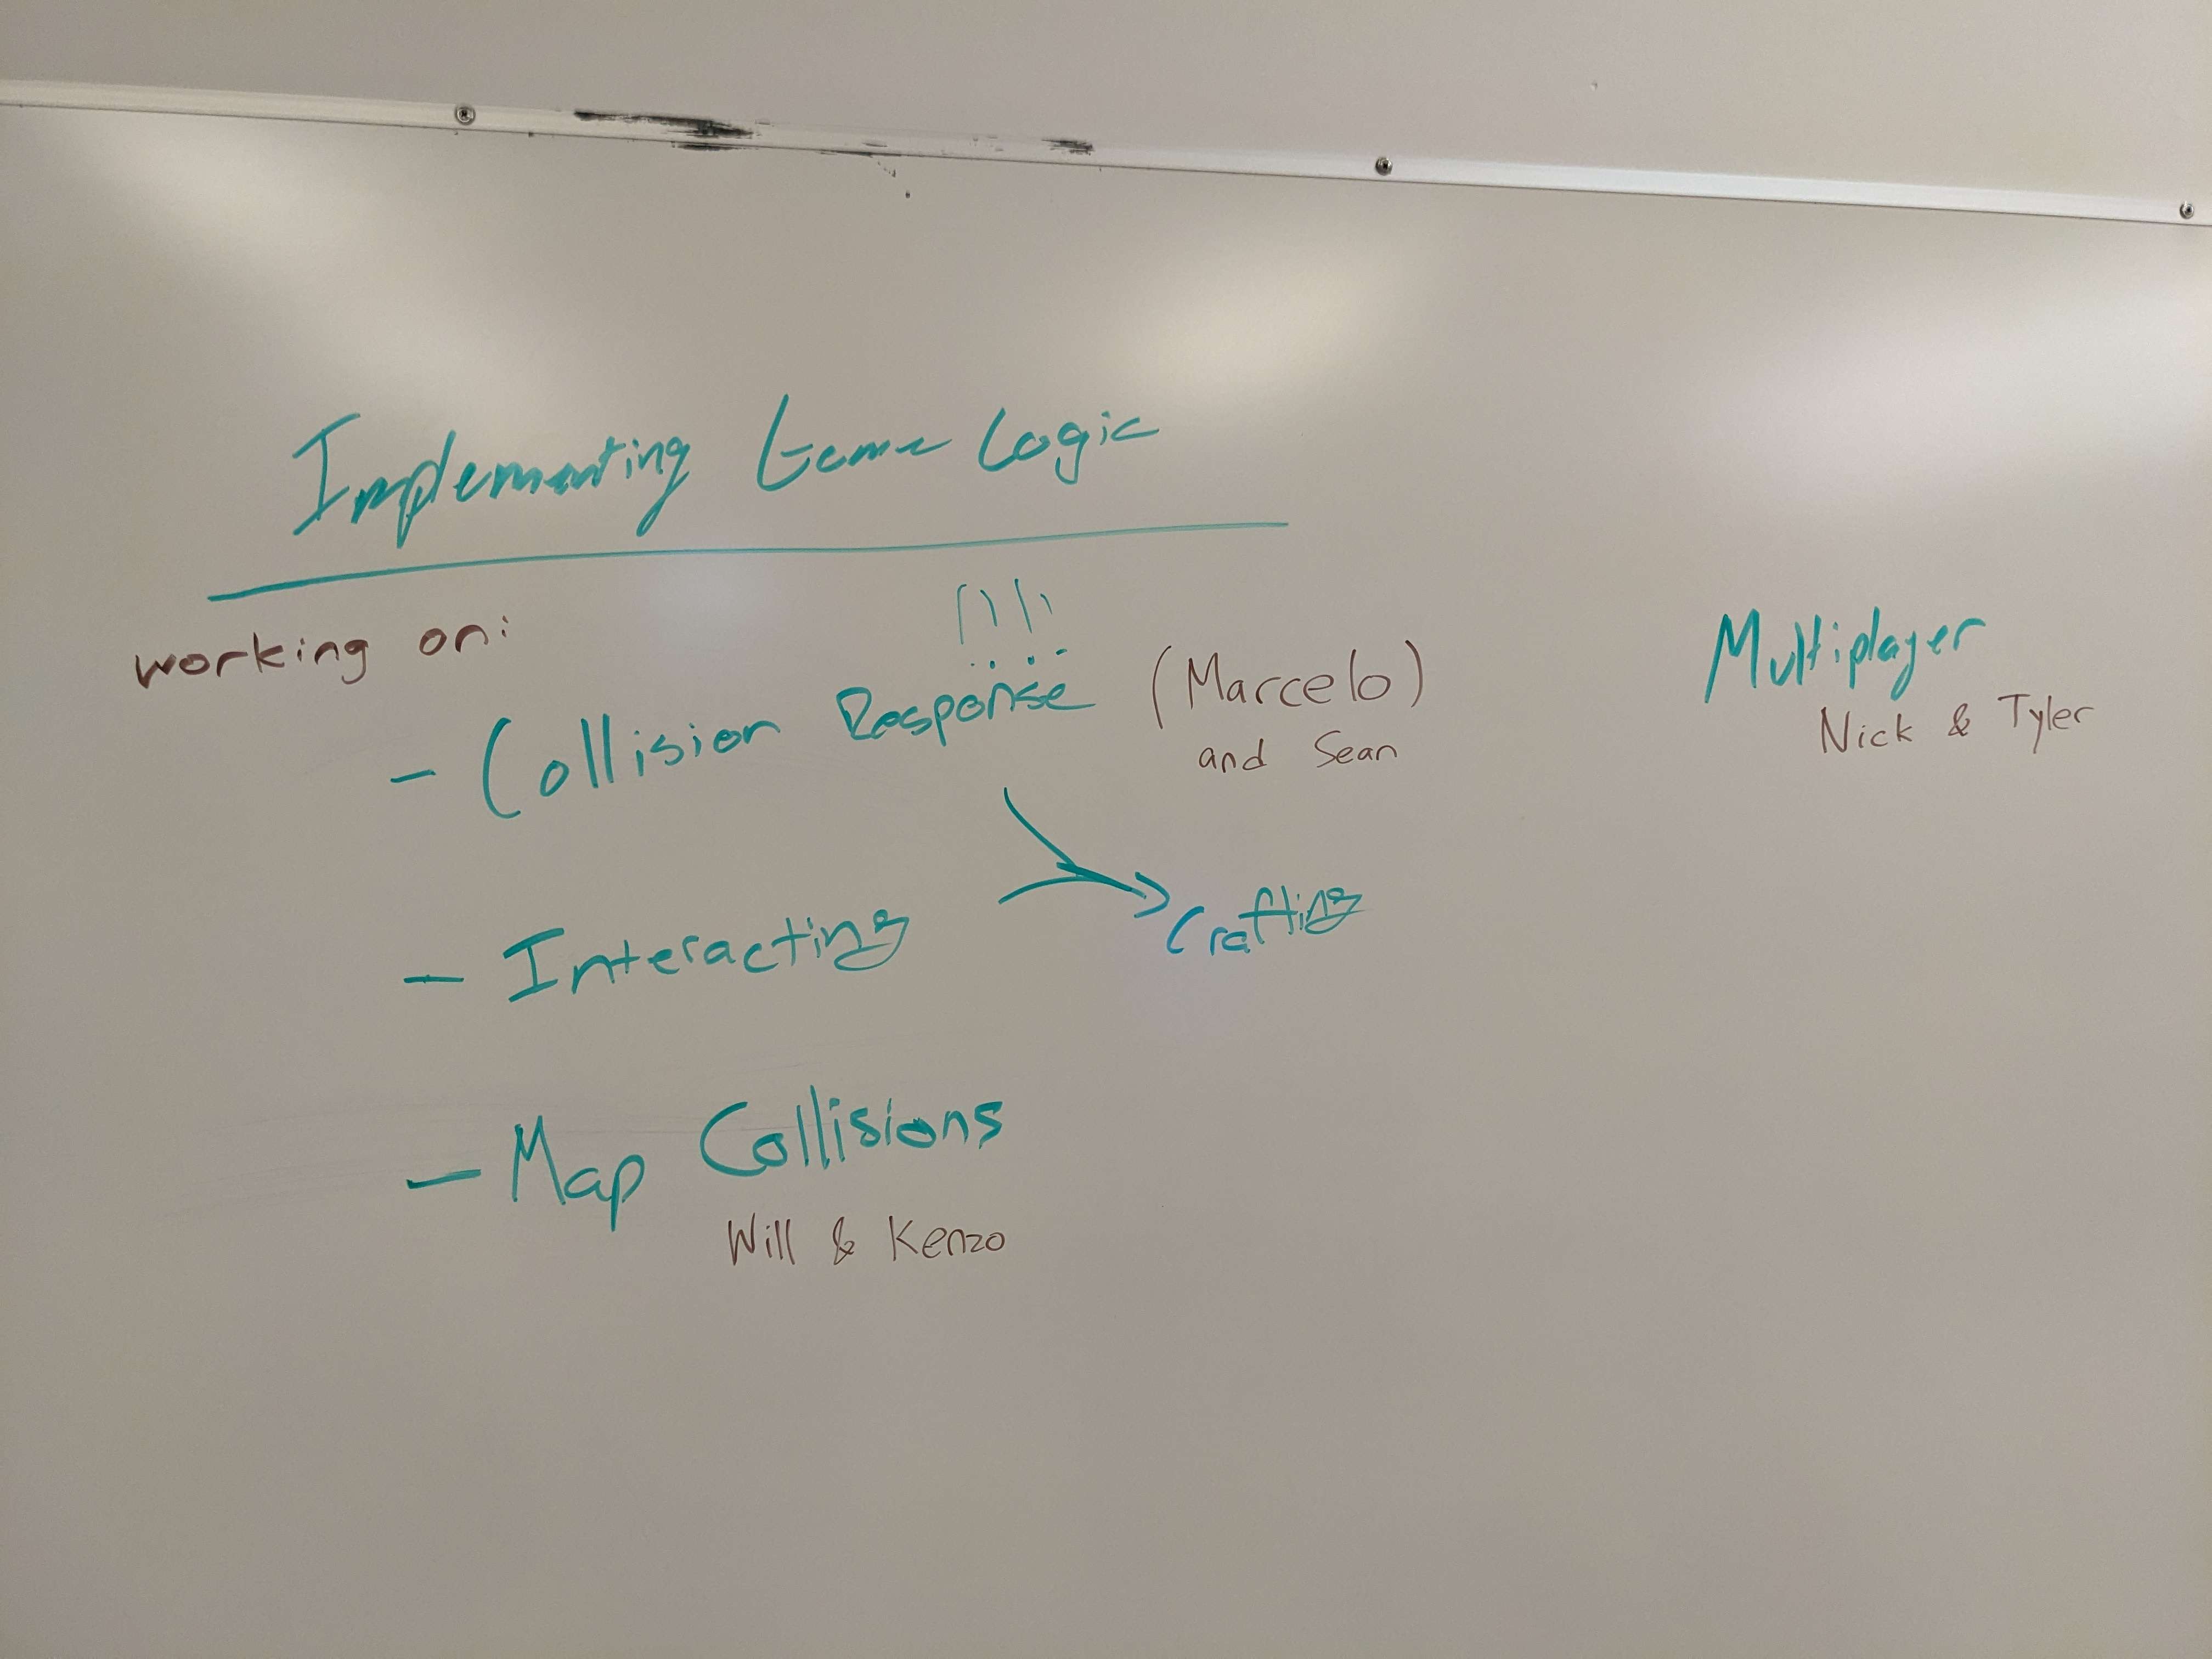 Implementing Game Logic
working on:
!!!!
- Collision Response (Marcelo)
and Sean
- Interacting
Crafting
- Map Collisions
Will & Kenzo
Multiplayer
Nick & Tyler